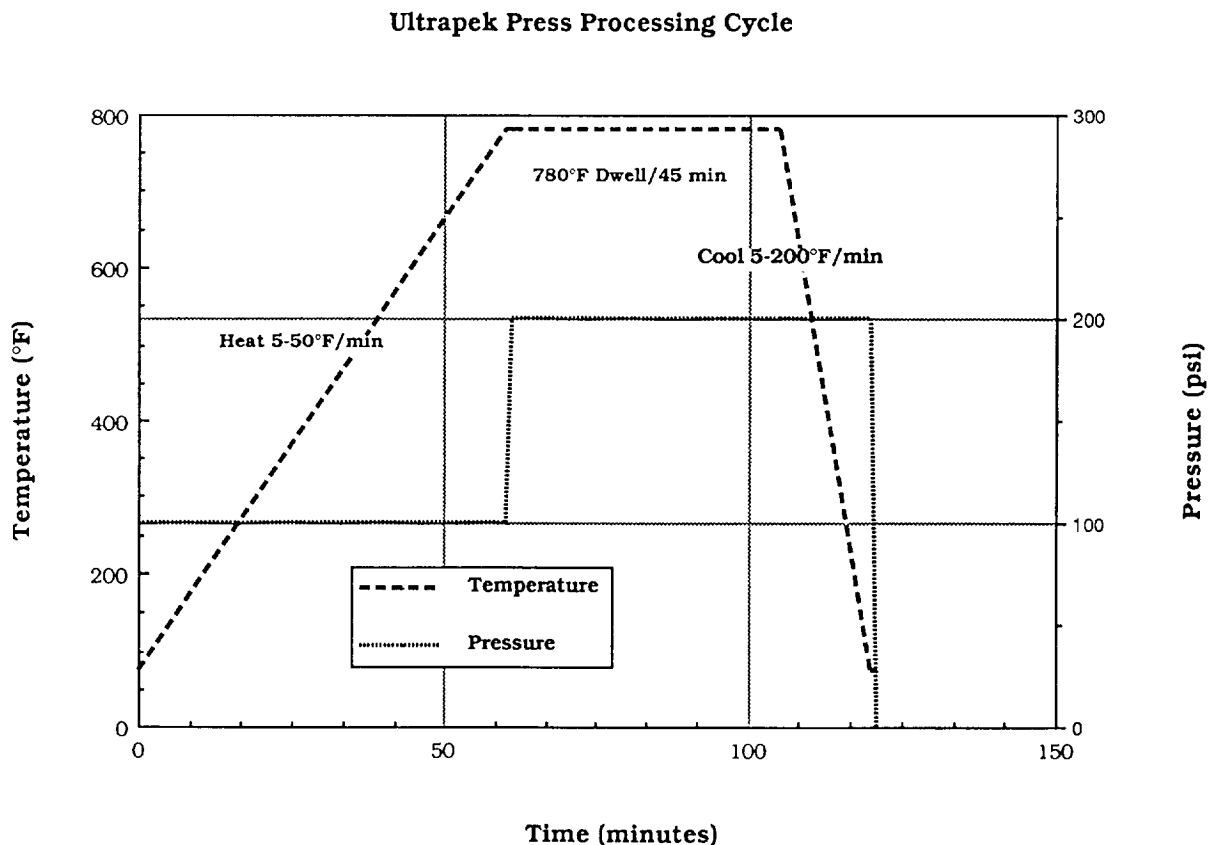 Ultrapek Press Processing Cycle
800
600
400
200
0
300
200
100
0
0
50
100
150
780°F Dwell/45 min
Cool 5-200°F/min
Heat 5-50°F/min
Temperature
Pressure
Temperature (°F)
Pressure (psi)
Time (minutes)